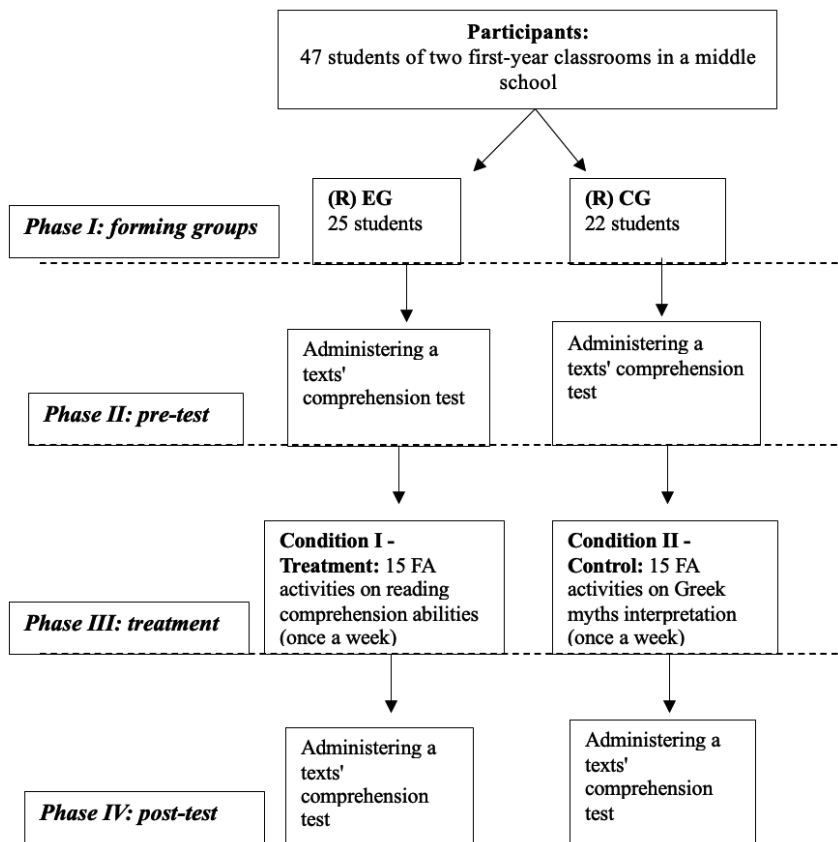 Participants:
47 students of two first-year classrooms in a middle
school
(R) EG
25 students
(R) CG
22 students
Phase I: forming groups
Administering a
texts'
comprehension test
Administering a
texts' comprehension
test
Phase II: pre-test
Condition I -
Treatment: 15 FA
activities on reading
comprehension abilities
(once a week)
Condition II -
Control: 15 FA
activities on Greek
myths interpretation
(once a week)
Phase III: treatment
Administering a
texts'
comprehension
test
Administering a
texts'
comprehension
test
Phase IV: post-test